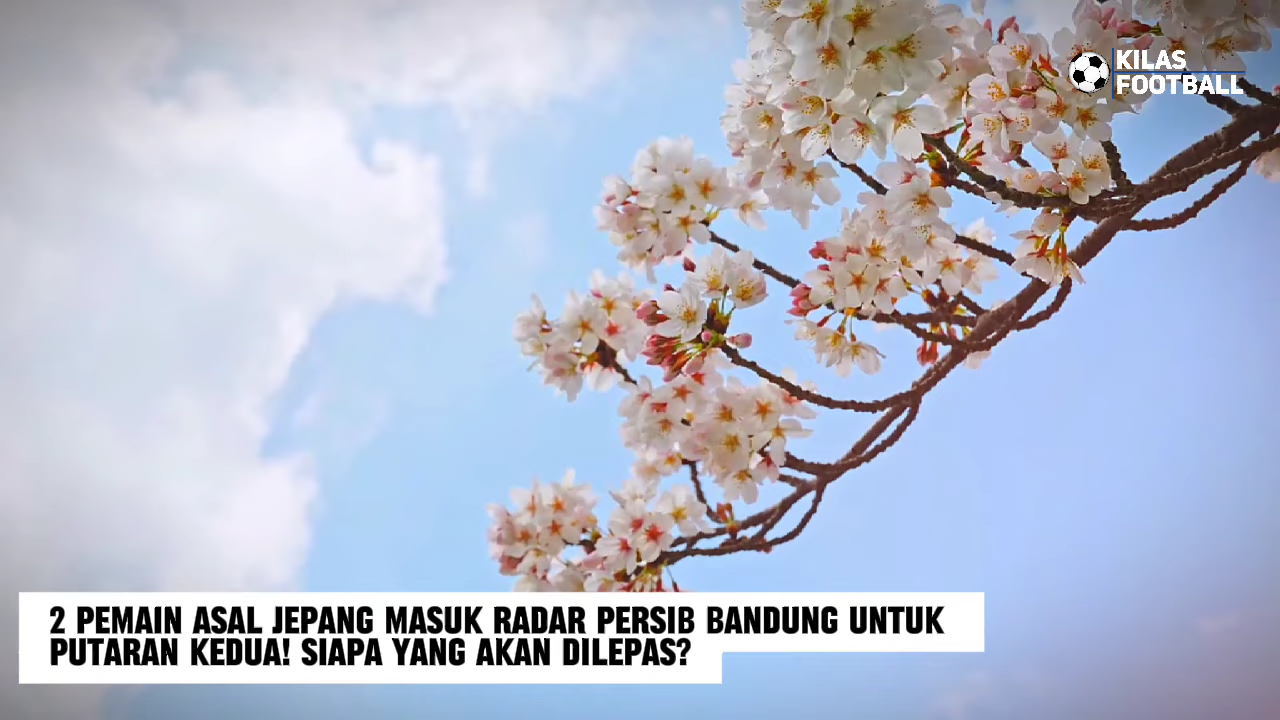 KILAS
FOOTBALL
2 PEMAIN ASAL JEPANG MASUK RADAR PERSIB BANDUNG UNTUK
PUTARAN KEDUA! SIAPA YANG AKAN DILEPAS?